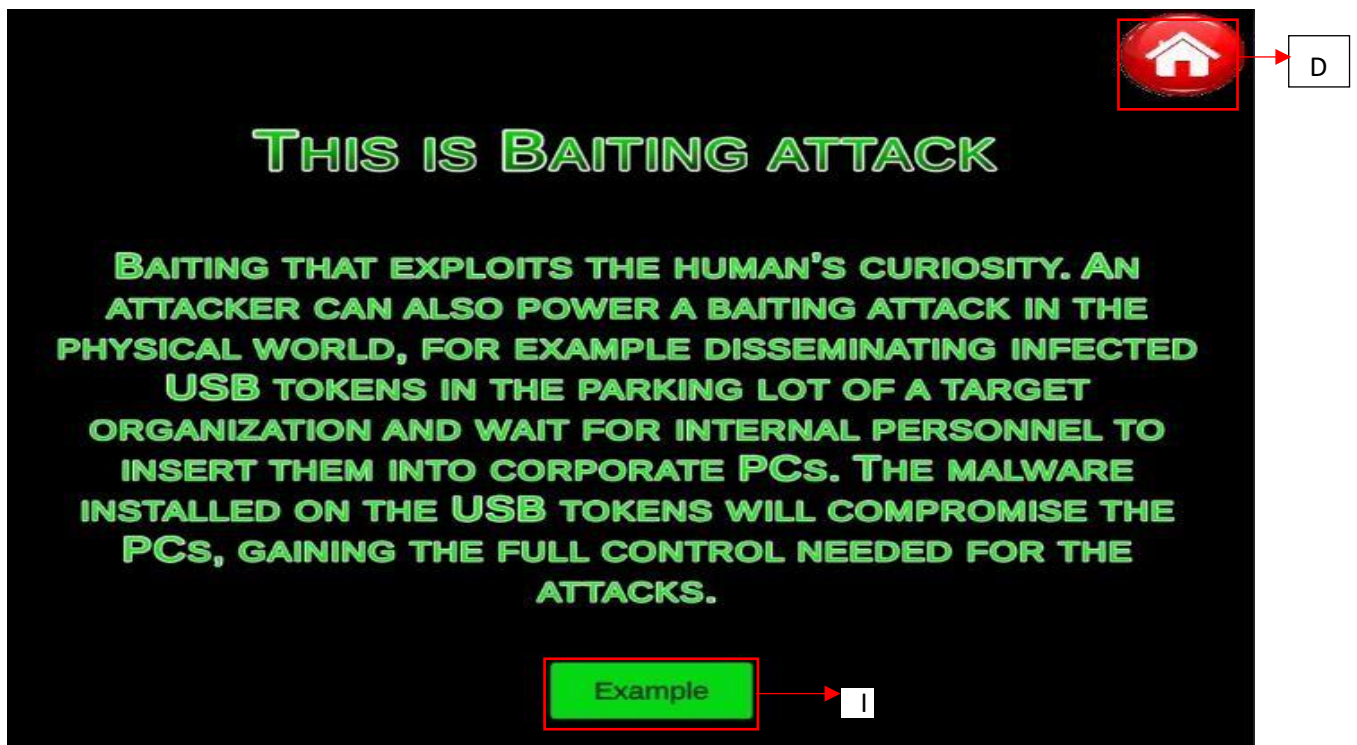 D
THIS IS BAITING ATTACK
BAITING THAT EXPLOITS THE HUMAN'S CURIOSITY. AN
ATTACKER CAN ALSO POWER A BAITING ATTACK IN THE
PHYSICAL WORLD, FOR EXAMPLE DISSEMINATING INFECTED
USB TOKENS IN THE PARKING LOT OF A TARGET
ORGANIZATION AND WAIT FOR INTERNAL PERSONNEL TO
INSERT THEM INTO CORPORATE PCS. THE MALWARE
INSTALLED ON THE USB TOKENS WILL COMPROMISE THE
PCS, GAINING THE FULL CONTROL NEEDED FOR THE
ATTACKS.
Example
I